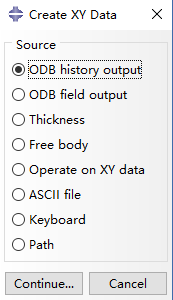 Create XY Data
Source
ODB history output
ODB field output
Thickness
Free body
Operate on XY data
ASCII file
Keyboard
Path
Continue... Cancel